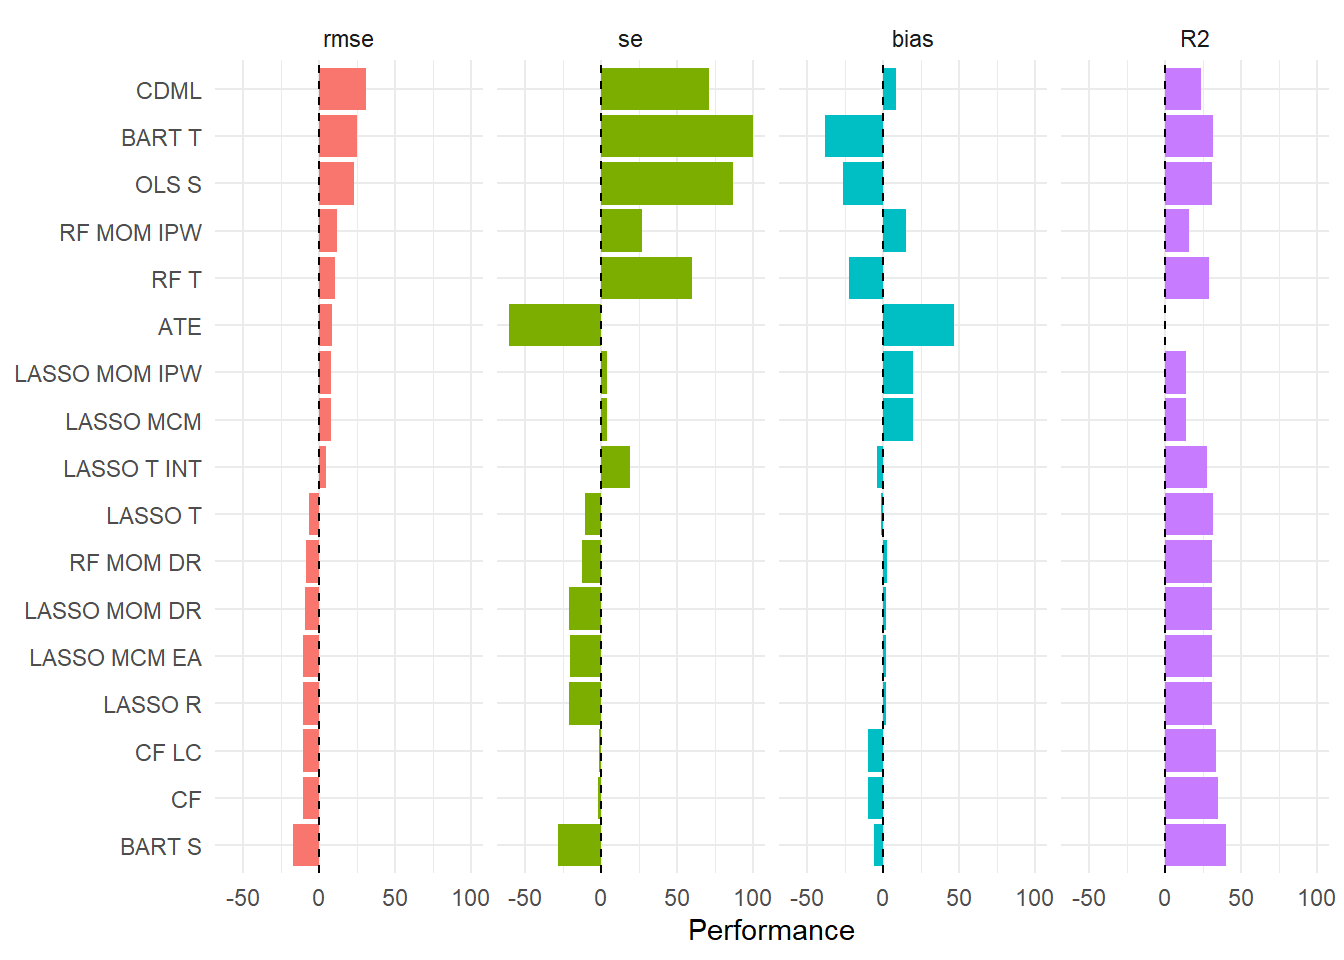 rmse se bias R2
CDML
BART T
OLS S
RF MOM IPW
RF T
ATE
LASSO MOM IPW
LASSO MCM
LASSO T INT
LASSO T
RF MOM DR
LASSO MOM DR
LASSO MCM EA
LASSO R
CF LC
CF
BART S
-50 0 50 100 -50 0 50 100 -50 0 50 100 -50 0 50 100
Performance